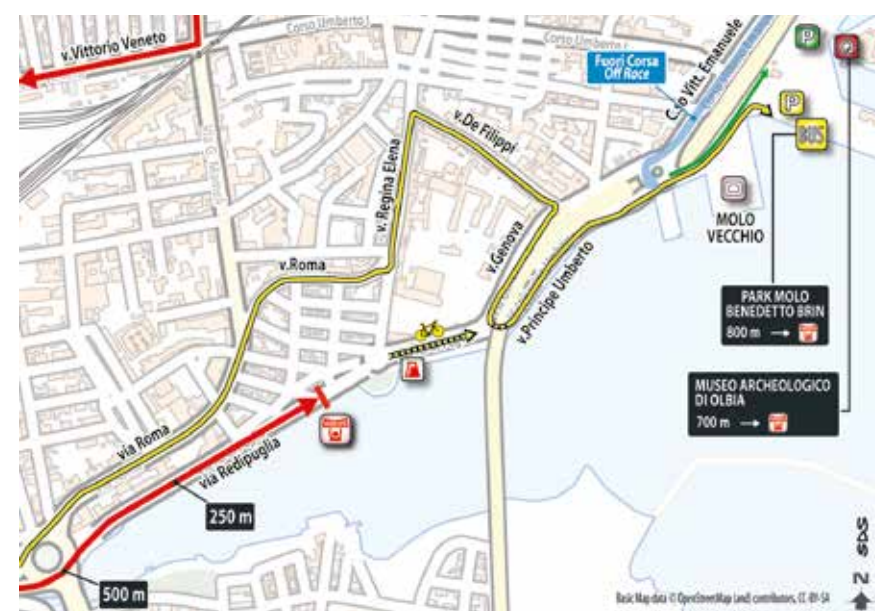 v.Vittorio Veneto
Corso Umberto I
Corso Umberto I
Fuori Corsa
Off Race
C.so Vitt. Emanuele
P
P
BUS
v.De Filippi
v. Regina Elena
v.Genova
v.Roma
v.Principe Umberto
MOLO
VECCHIO
PARK MOLO
BENEDETTO BRIN
800 m
MUSEO ARCHEOLOGICO
DI OLBIA
700 m
via Roma
via Redipuglia
250 m
500 m
SDS
N
Basic Map data © OpenStreetMap (and) contributors, CC-BY-SA